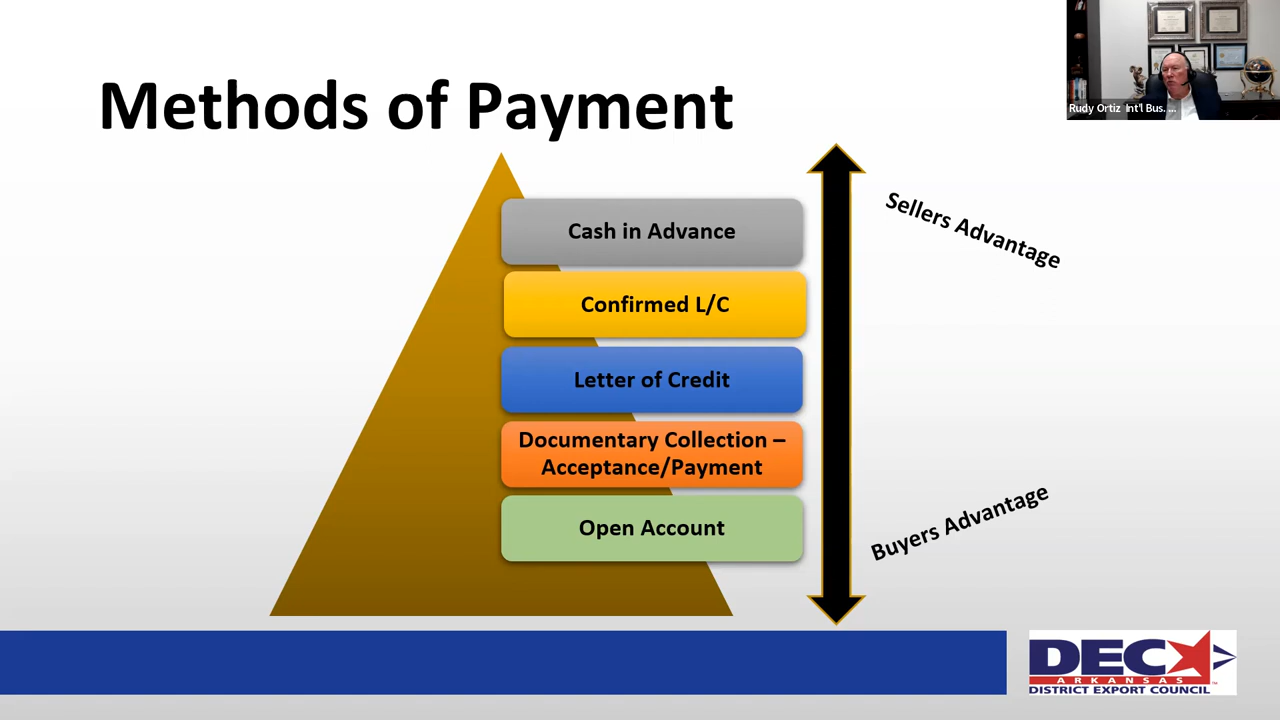 Methods of Payment
Rudy Ortiz Int'l Bus. ...
Cash in Advance
Confirmed L/C
Letter of Credit
Documentary Collection –
Acceptance/Payment
Open Account
Sellers Advantage
Buyers Advantage
DEC
ARKANSAS
DISTRICT EXPORT COUNCIL